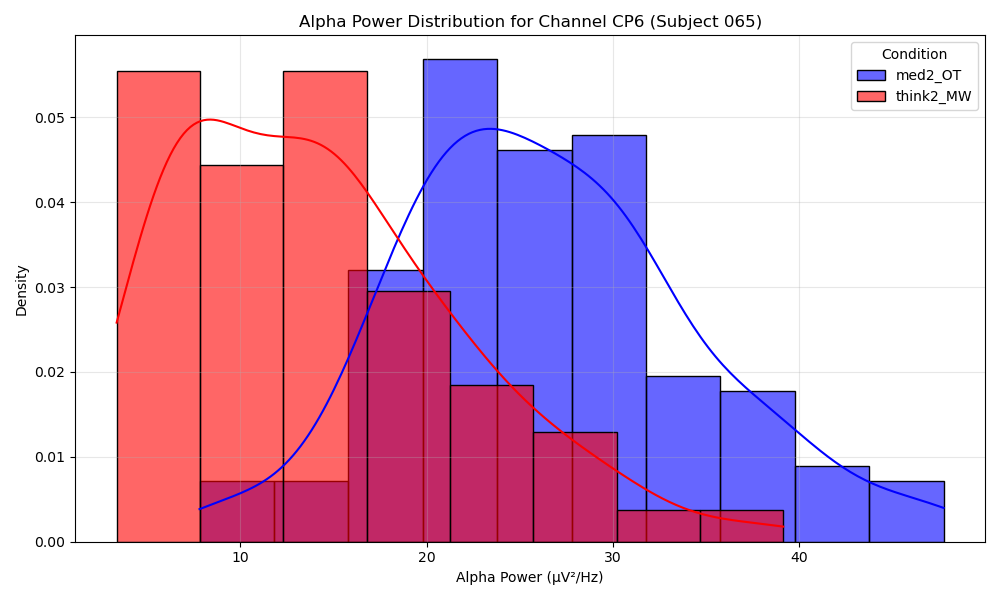 Alpha Power Distribution for Channel CP6 (Subject 065)
Condition
med2_OT
think2_MW
Density
0.05
0.04
0.03
0.02
0.01
0.00
10
20
30
40
Alpha Power (µV²/Hz)